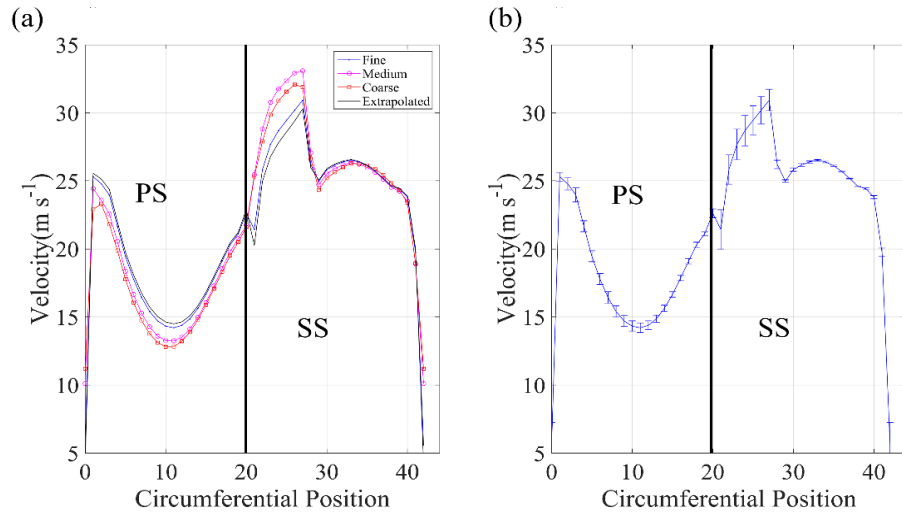 (a)
35
30
25
20
15
10
5
Velocity(m s⁻¹)
PS
SS
Fine
Medium
Coarse
Extrapolated
0 10 20 30 40
Circumferential Position
(b)
35
30
25
20
15
10
5
Velocity(m s⁻¹)
PS
SS
0 10 20 30 40
Circumferential Position